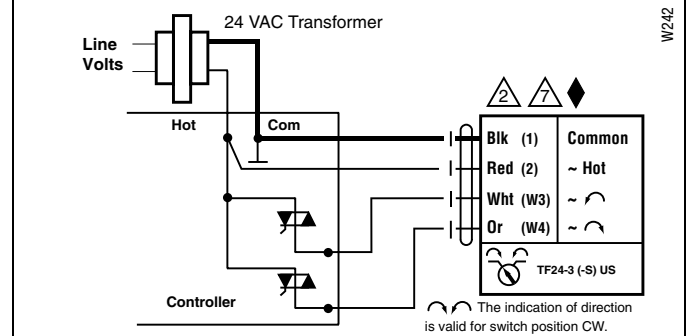 24 VAC Transformer
W242
Line
Volts
2 7
Hot
Com
Blk (1) Common
Red (2) ~ Hot
Wht (W3) ~
Or (W4) ~
TF24-3 (-S) US
Controller
The indication of direction
is valid for switch position CW.